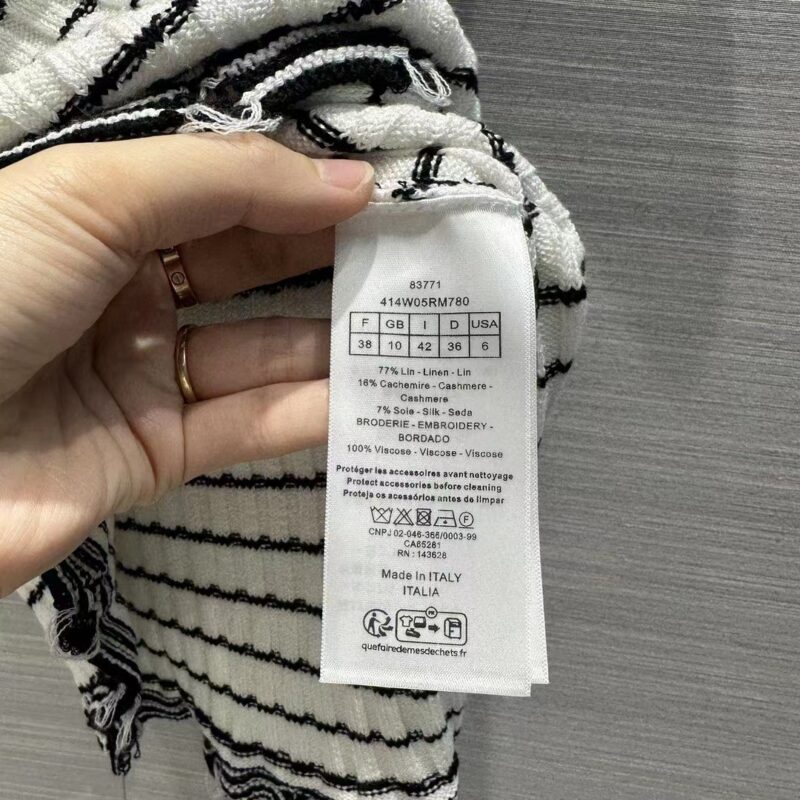 83771
414W05RM780
F GB I D USA
38 10 42 36 6
77% Lin - Linen - Lin
16% Cachemire - Cashmere -
Cashmere
7% Soie - Silk - Seda
BRODERIE - EMBROIDERY -
BORDADO
100% Viscose - Viscose - Viscose
Protéger les accessoires avant nettoyage
Protect accessories before cleaning
Proteja os acessórios antes de limpar
F
CNPJ 02-046-366/0003-99
CA65281
RN : 143628
Made in ITALY
ITALIA
FR
quefairedemesdechets.fr